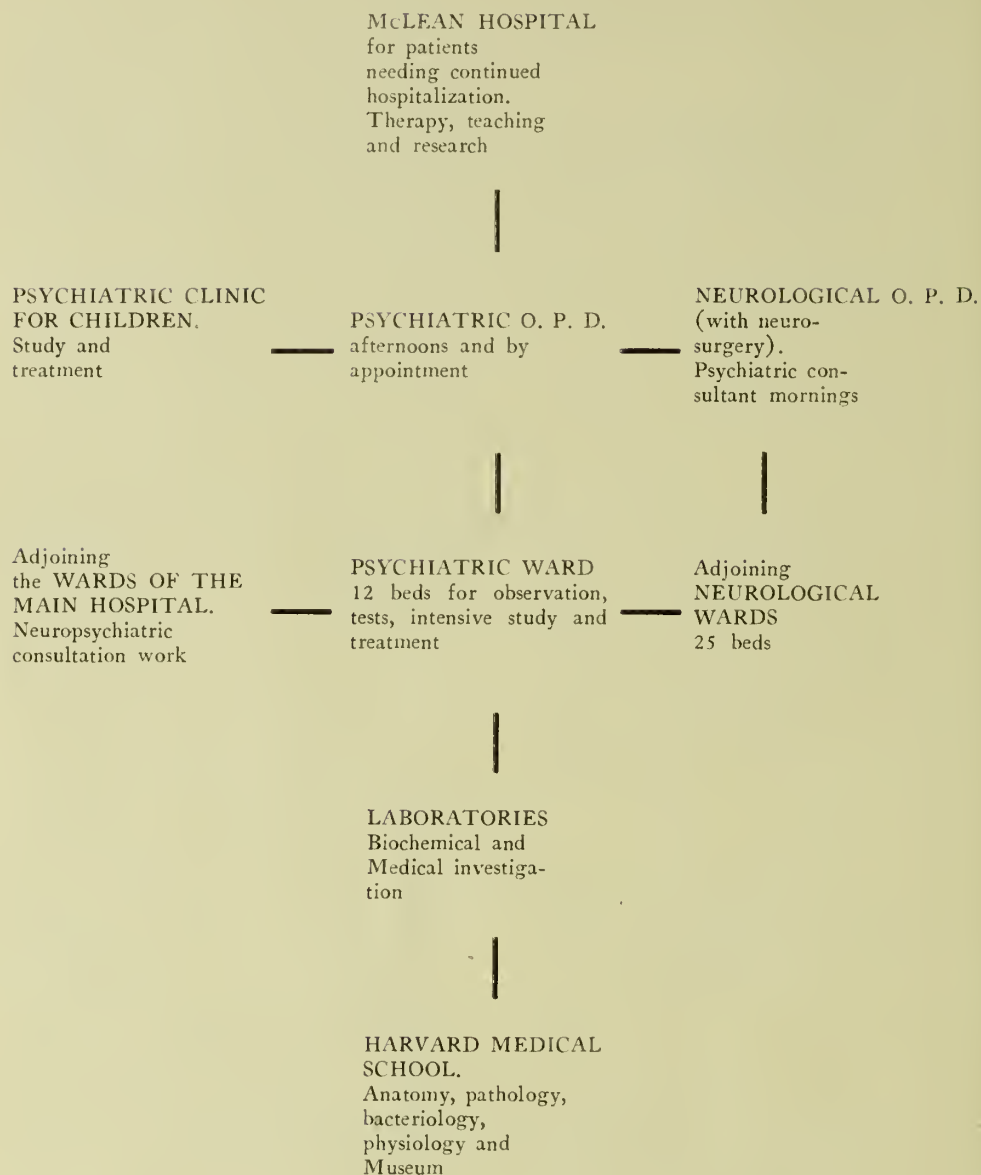 McLEAN HOSPITAL
for patients
needing continued
hospitalization.
Therapy, teaching
and research
PSYCHIATRIC CLINIC
FOR CHILDREN.
Study and
treatment
PSYCHIATRIC O. P. D.
afternoons and by
appointment
NEUROLOGICAL O. P. D.
(with neuro-
surgery).
Psychiatric con-
sultant mornings
Adjoining
the WARDS OF THE
MAIN HOSPITAL.
Neuropsychiatric
consultation work
PSYCHIATRIC WARD
12 beds for observation,
tests, intensive study and
treatment
Adjoining
NEUROLOGICAL
WARDS
25 beds
LABORATORIES
Biochemical and
Medical investiga-
tion
HARVARD MEDICAL
SCHOOL.
Anatomy, pathology,
bacteriology,
physiology and
Museum